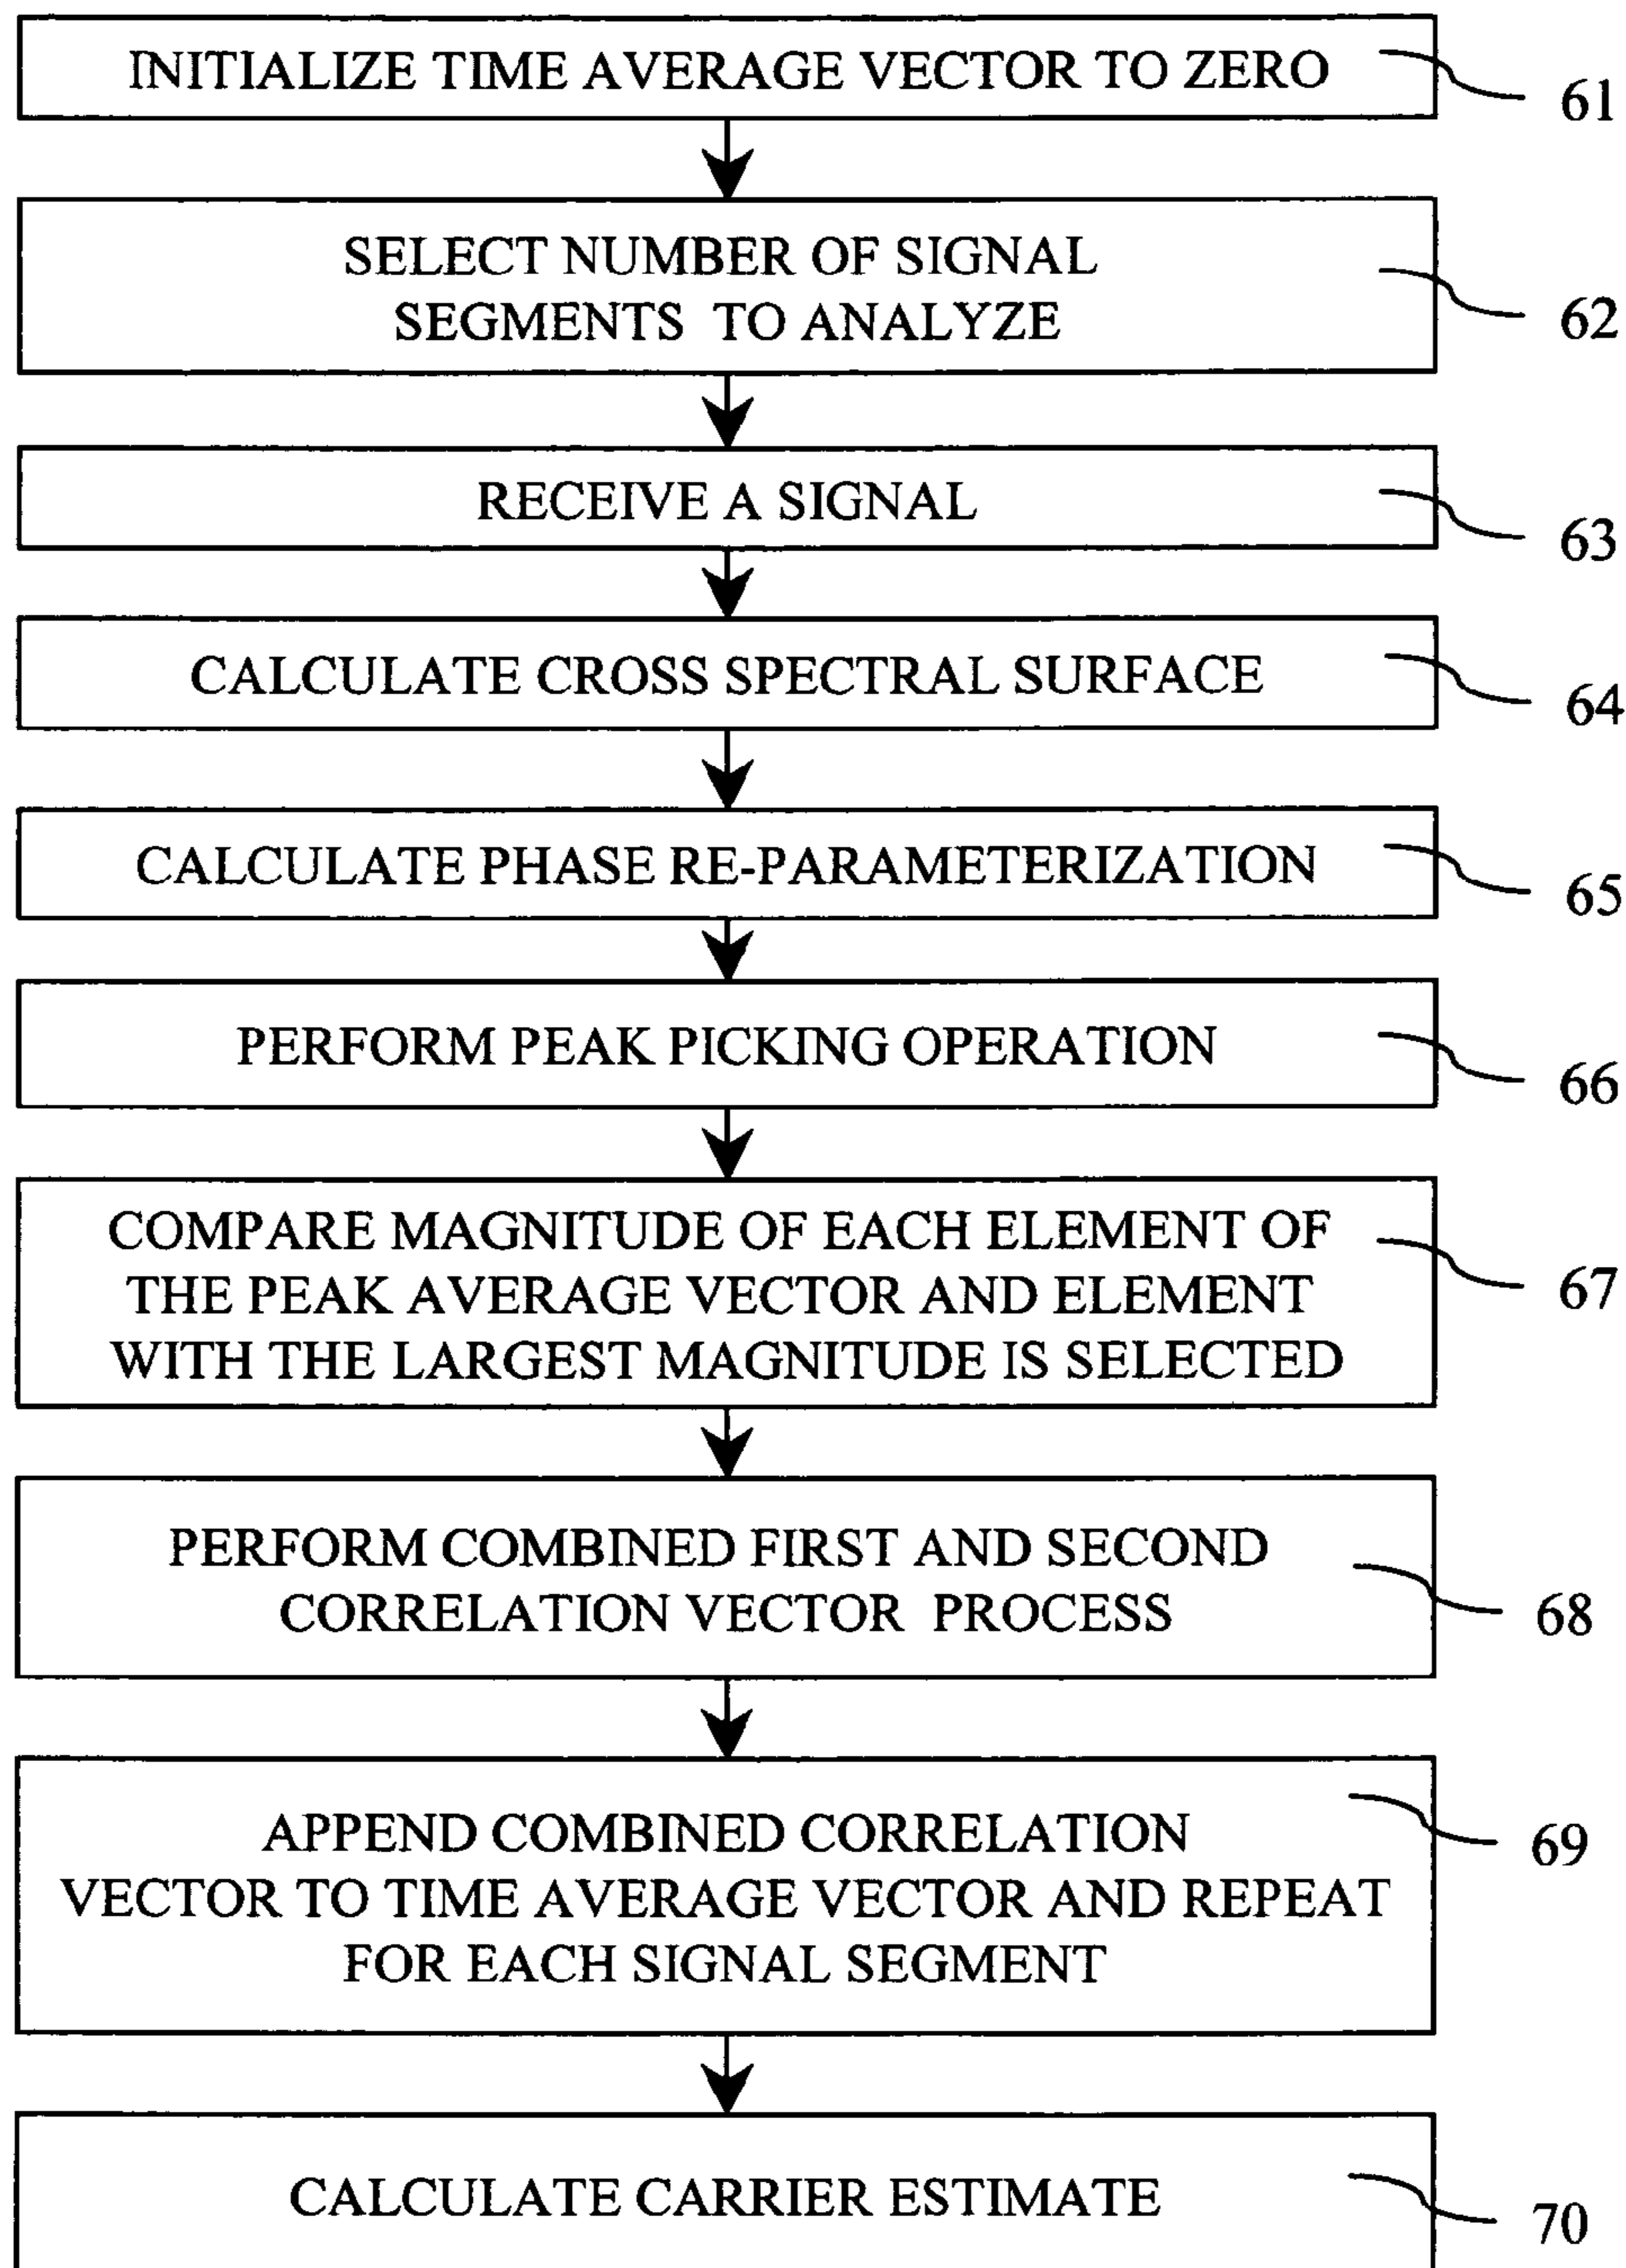 INITIALIZE TIME AVERAGE VECTOR TO ZERO
61
SELECT NUMBER OF SIGNAL
SEGMENTS TO ANALYZE
62
RECEIVE A SIGNAL
63
CALCULATE CROSS SPECTRAL SURFACE
64
CALCULATE PHASE RE-PARAMETERIZATION
65
PERFORM PEAK PICKING OPERATION
66
COMPARE MAGNITUDE OF EACH ELEMENT OF
THE PEAK AVERAGE VECTOR AND ELEMENT
WITH THE LARGEST MAGNITUDE IS SELECTED
67
PERFORM COMBINED FIRST AND SECOND
CORRELATION VECTOR PROCESS
68
APPEND COMBINED CORRELATION
VECTOR TO TIME AVERAGE VECTOR AND REPEAT
FOR EACH SIGNAL SEGMENT
69
CALCULATE CARRIER ESTIMATE
70